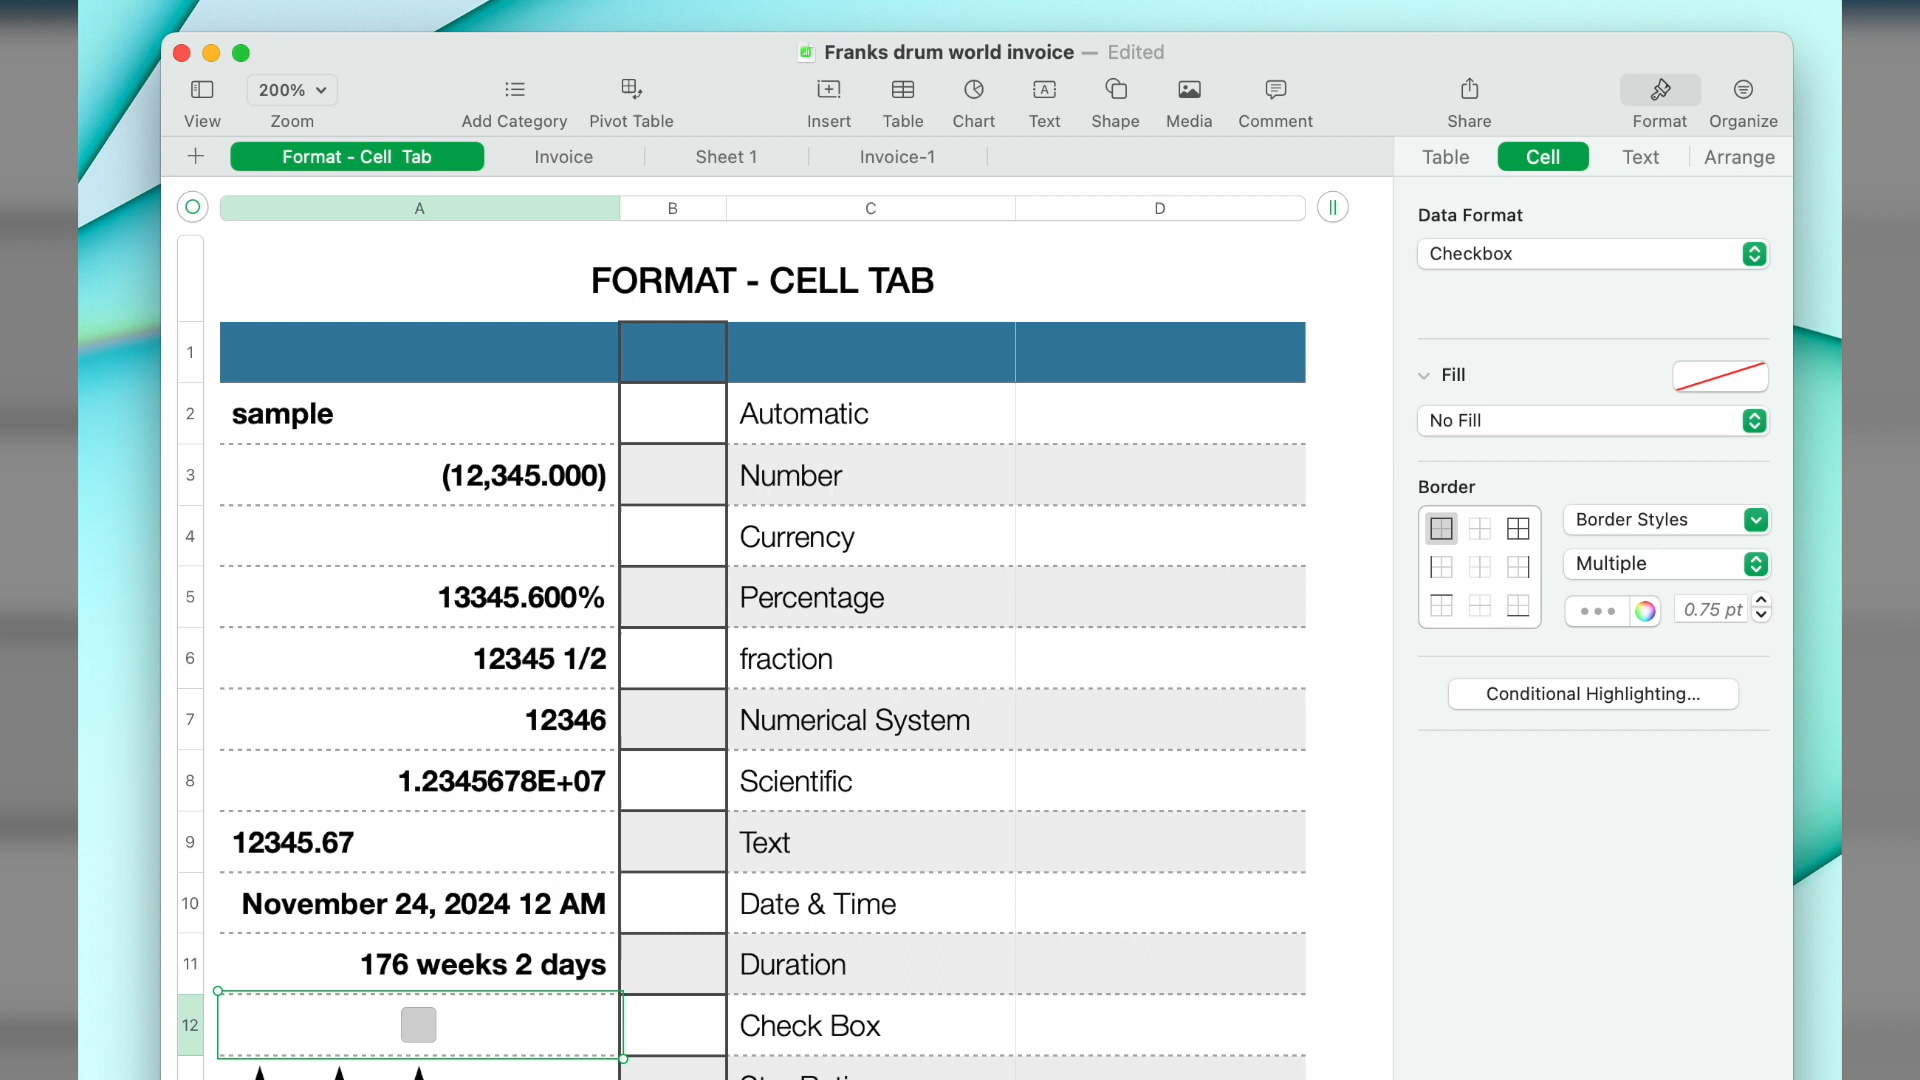 Franks drum world invoice — Edited
200%
View Zoom Add Category Pivot Table Insert Table Chart Text Shape Media Comment Share Format Organize
Format - Cell Tab Invoice Sheet 1 Invoice-1 Table Cell Text Arrange
A B C D
FORMAT - CELL TAB
1
2 sample Automatic
3 (12,345.000) Number
4 Currency
5 13345.600% Percentage
6 12345 1/2 fraction
7 12346 Numerical System
8 1.2345678E+07 Scientific
9 12345.67 Text
10 November 24, 2024 12 AM Date & Time
11 176 weeks 2 days Duration
12 Check Box
Data Format
Checkbox
Fill
No Fill
Border
Border Styles
Multiple
0.75 pt
Conditional Highlighting...